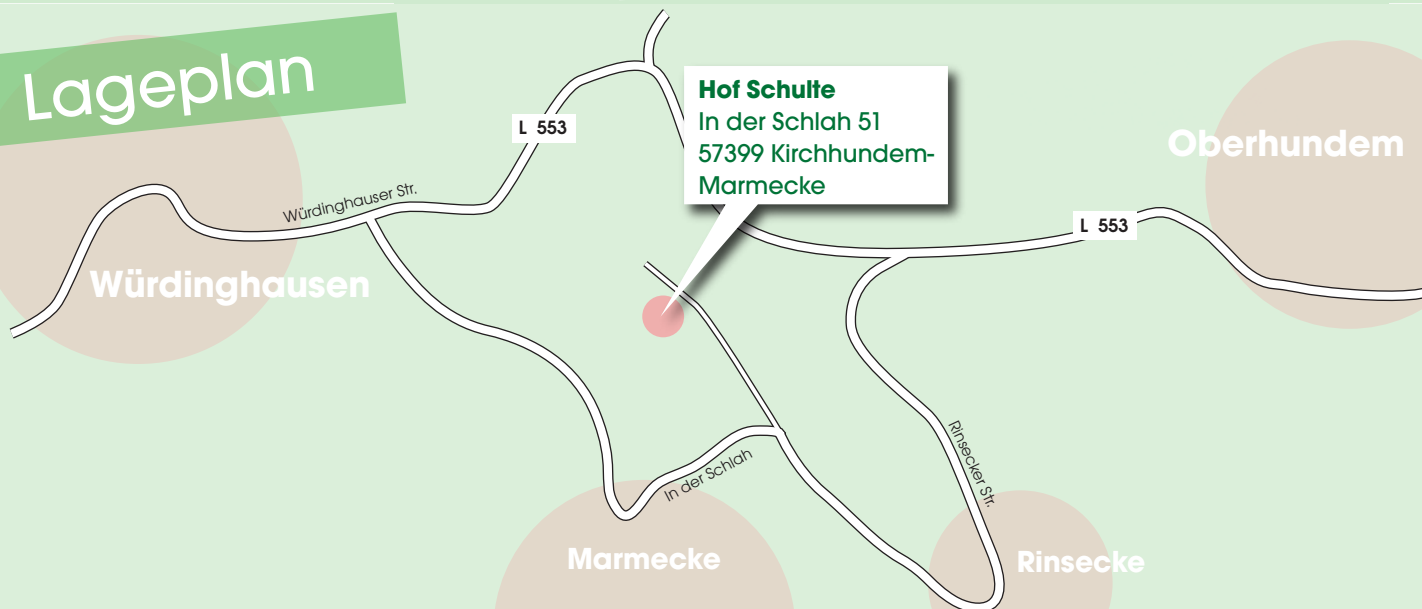 Lageplan
Hof Schulte
In der Schlah 51
57399 Kirchhundem-
Marmecke
L 553
Oberhundem
Würdinghauser Str.
L 553
Würdinghausen
Rinsecker Str.
In der Schlah
Marmecke
Rinsecke